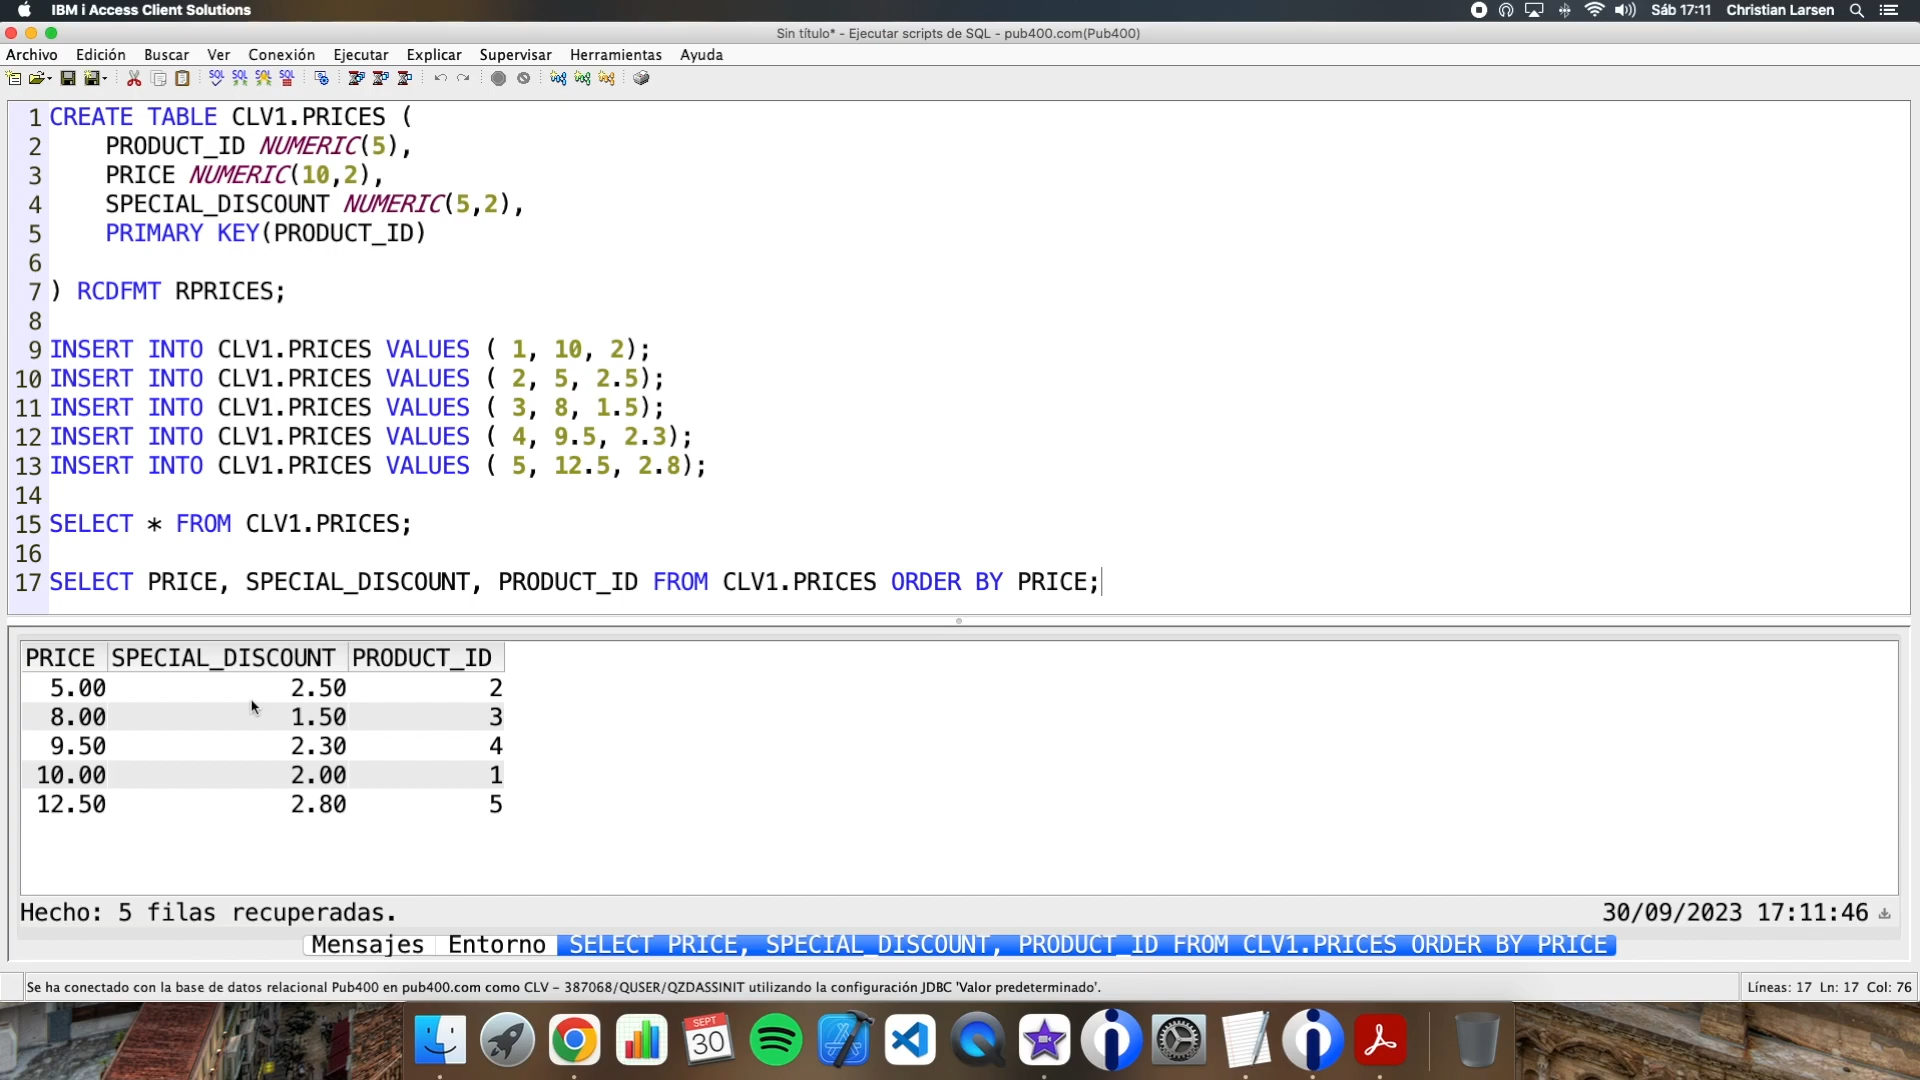 IBM i Access Client Solutions
Sáb 17:11 Christian Larsen
Sin título* - Ejecutar scripts de SQL - pub400.com(Pub400)
Archivo Edición Buscar Ver Conexión Ejecutar Explicar Supervisar Herramientas Ayuda
SQL SQL SQL SQL
1 CREATE TABLE CLV1.PRICES (
2 PRODUCT_ID NUMERIC(5),
3 PRICE NUMERIC(10,2),
4 SPECIAL_DISCOUNT NUMERIC(5,2),
5 PRIMARY KEY(PRODUCT_ID)
6
7 ) RCDFMT RPRICES;
8
9 INSERT INTO CLV1.PRICES VALUES ( 1, 10, 2);
10 INSERT INTO CLV1.PRICES VALUES ( 2, 5, 2.5);
11 INSERT INTO CLV1.PRICES VALUES ( 3, 8, 1.5);
12 INSERT INTO CLV1.PRICES VALUES ( 4, 9.5, 2.3);
13 INSERT INTO CLV1.PRICES VALUES ( 5, 12.5, 2.8);
14
15 SELECT * FROM CLV1.PRICES;
16
17 SELECT PRICE, SPECIAL_DISCOUNT, PRODUCT_ID FROM CLV1.PRICES ORDER BY PRICE;
PRICE SPECIAL_DISCOUNT PRODUCT_ID
5.00 2.50 2
8.00 1.50 3
9.50 2.30 4
10.00 2.00 1
12.50 2.80 5
Hecho: 5 filas recuperadas. 30/09/2023 17:11:46
Mensajes Entorno SELECT PRICE, SPECIAL_DISCOUNT, PRODUCT_ID FROM CLV1.PRICES ORDER BY PRICE
Se ha conectado con la base de datos relacional Pub400 en pub400.com como CLV - 387068/QUSER/QZDASSINIT utilizando la configuración JDBC 'Valor predeterminado'.
Líneas: 17 Ln: 17 Col: 76
SEPT
30